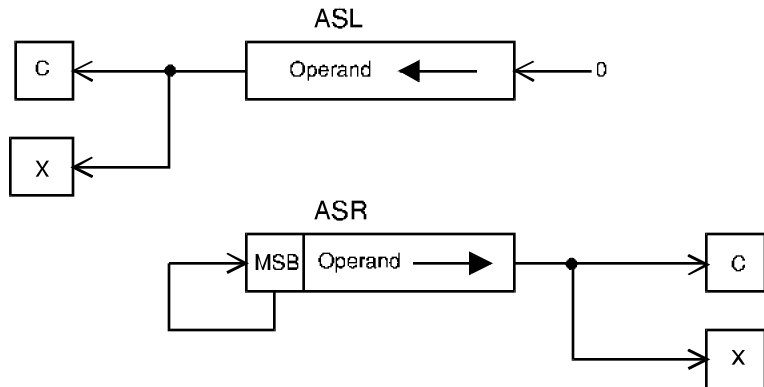 ASL
C
Operand
0
X
ASR
MSB
Operand
C
X